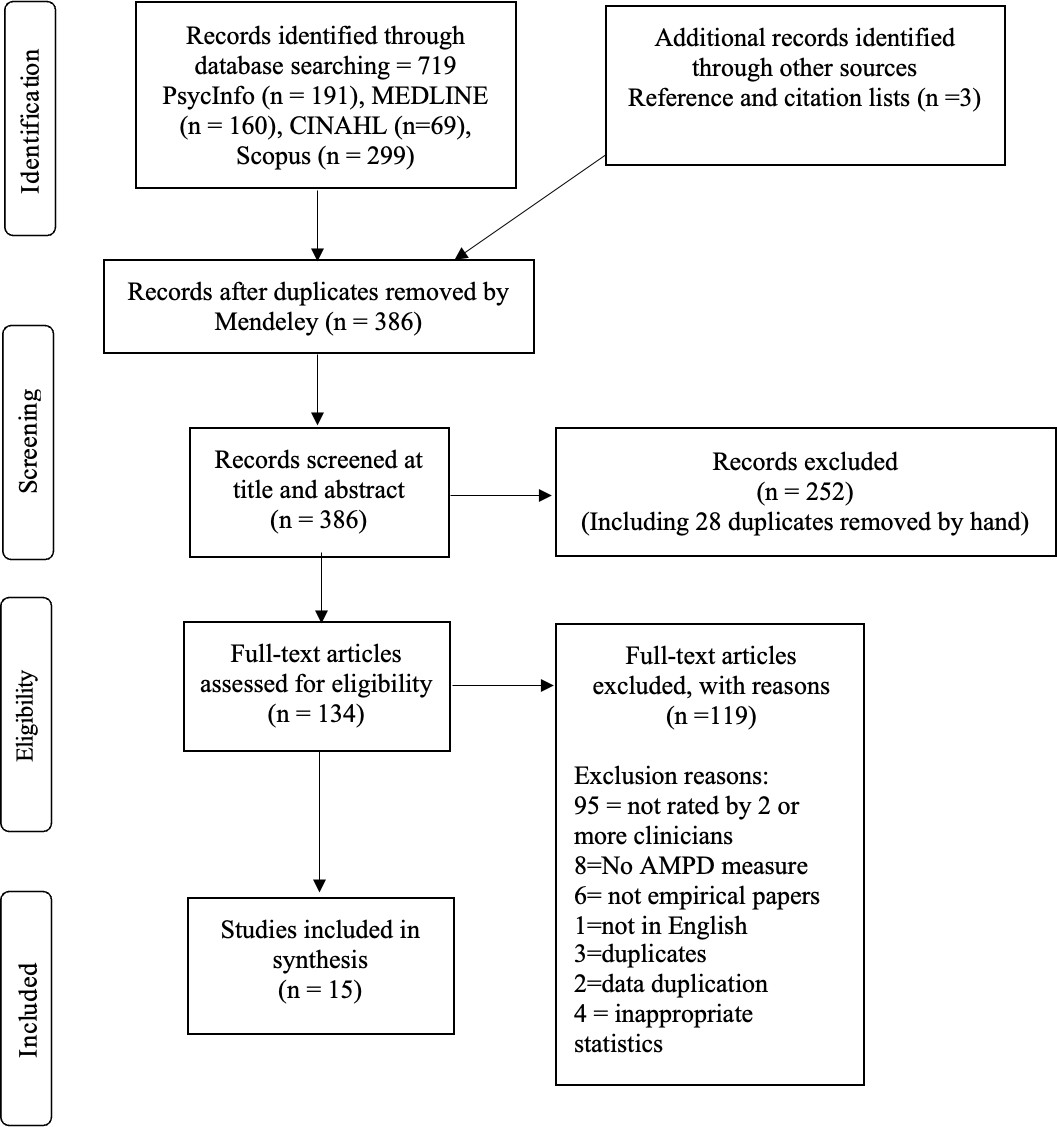 Identification
Records identified through
database searching = 719
PsycInfo (n = 191), MEDLINE
(n = 160), CINAHL (n=69),
Scopus (n = 299)
Additional records identified
through other sources
Reference and citation lists (n =3)
Records after duplicates removed by
Mendeley (n = 386)
Screening
Records screened at
title and abstract
(n = 386)
Records excluded
(n = 252)
(Including 28 duplicates removed by hand)
Eligibility
Full-text articles
assessed for eligibility
(n = 134)
Full-text articles
excluded, with reasons
(n =119)
Exclusion reasons:
95 = not rated by 2 or
more clinicians
8=No AMPD measure
6= not empirical papers
1=not in English
3=duplicates
2=data duplication
4 = inappropriate
statistics
Included
Studies included in
synthesis
(n = 15)